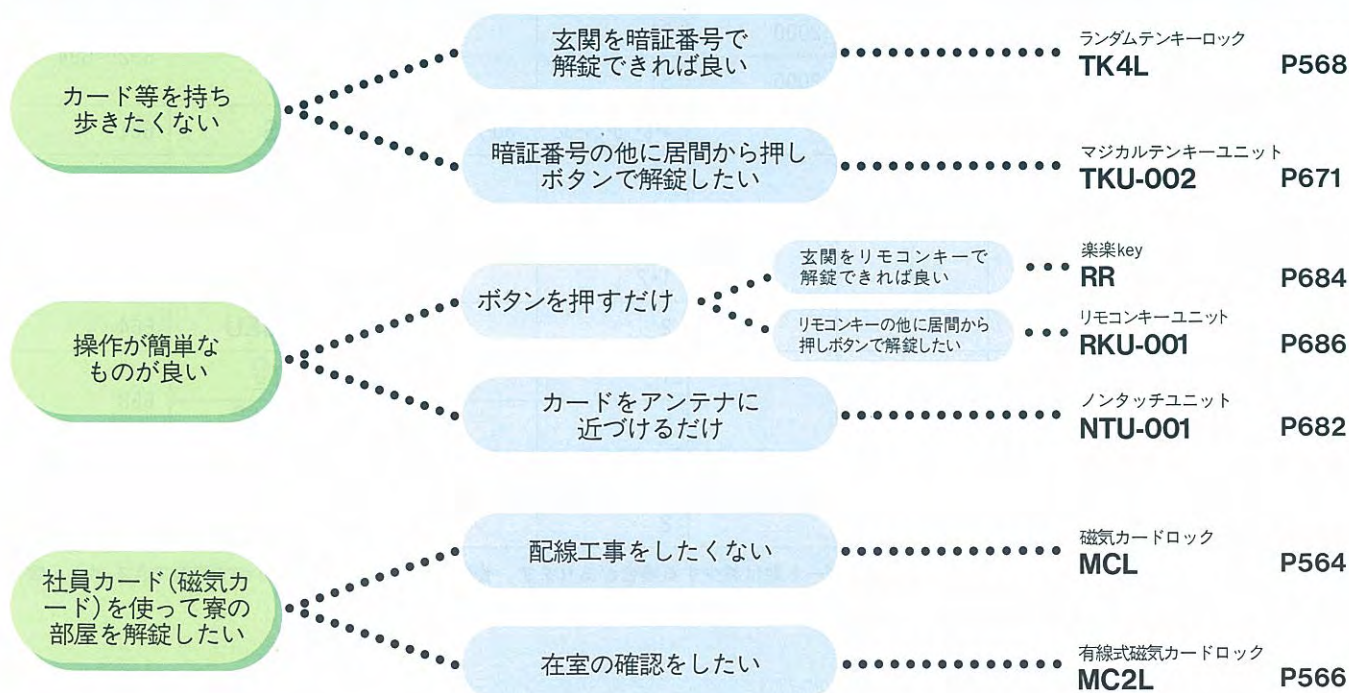 カード等を持ち
歩きたくない
玄関を暗証番号で
解錠できれば良い
ランダムテンキーロック
TK4L P568
暗証番号の他に居間から押し
ボタンで解錠したい
マジカルテンキーユニット
TKU-002 P671
操作が簡単な
ものが良い
ボタンを押すだけ
玄関をリモコンキーで
解錠できれば良い
楽楽key
RR P684
リモコンキーの他に居間から
押しボタンで解錠したい
リモコンキーユニット
RKU-001 P686
カードをアンテナに
近づけるだけ
ノンタッチユニット
NTU-001 P682
社員カード(磁気カ
ード)を使って寮の
部屋を解錠したい
配線工事をしたくない
磁気カードロック
MCL P564
在室の確認をしたい
有線式磁気カードロック
MC2L P566